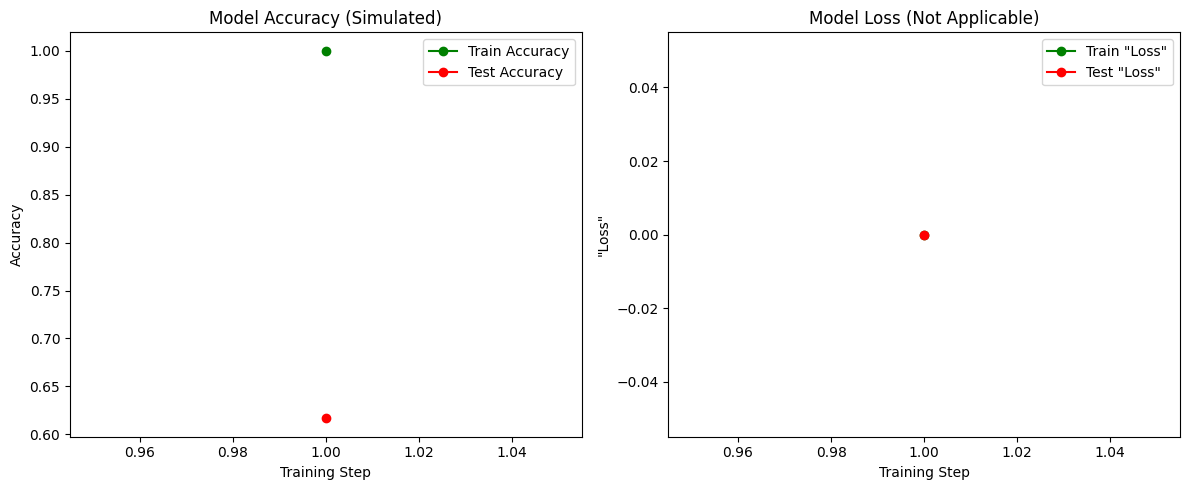 Model Accuracy (Simulated)
Train Accuracy
Test Accuracy
Accuracy
1.00
0.95
0.90
0.85
0.80
0.75
0.70
0.65
0.60
0.96
0.98
1.00
1.02
1.04
Training Step
Model Loss (Not Applicable)
Train "Loss"
Test "Loss"
"Loss"
0.04
0.02
0.00
−0.02
−0.04
0.96
0.98
1.00
1.02
1.04
Training Step